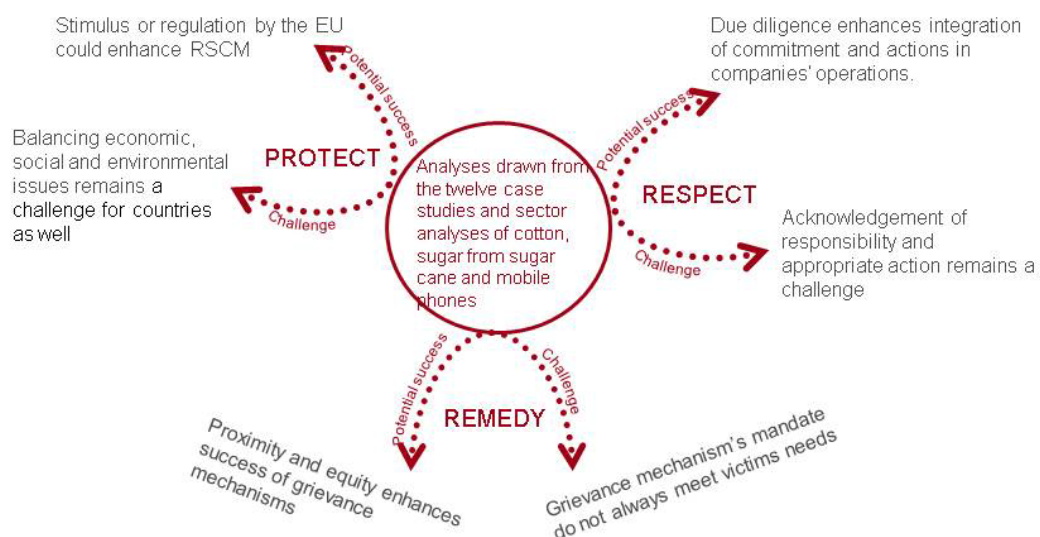 Stimulus or regulation by the EU
could enhance RSCM
Potential success
Balancing economic,
social and environmental
issues remains a
challenge for countries
as well
PROTECT
Challenge
Analyses drawn from
the twelve case
studies and sector
analyses of cotton,
sugar from sugar
cane and mobile
phones
Due diligence enhances integration
of commitment and actions in
companies' operations.
Potential success
RESPECT
Challenge
Acknowledgement of
responsibility and
appropriate action remains a
challenge
Potential success
REMEDY
Challenge
Proximity and equity enhances
success of grievance
mechanisms
Grievance mechanism's mandate
do not always meet victims needs